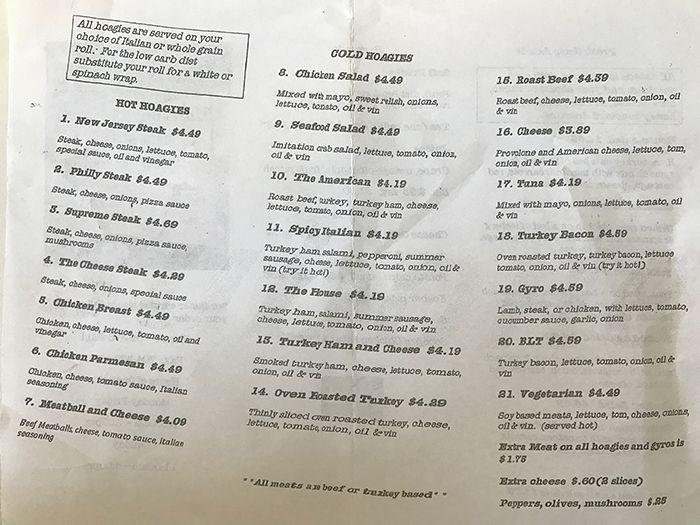 All hoagies are served on your
choice of Italian or whole grain
roll. For the low carb diet
substitute your roll for a white or
spinach wrap.
HOT HOAGIES
1. New Jersey Steak $4.49
Steak, cheese, onions, lettuce, tomato,
special sauce, oil and vinegar
2. Philly Steak $4.49
Steak, cheese, onions, pizza sauce
3. Supreme Steak $4.69
Steak, cheese, onions, pizza sauce,
mushrooms
4. The Cheese Steak $4.29
Steak, cheese, onions, special sauce
5. Chicken Breast $4.49
Chicken, cheese, lettuce, tomato, oil and
vinegar
6. Chicken Parmesan $4.49
Chicken, cheese, tomato sauce, Italian
seasoning
7. Meatball and Cheese $4.09
Beef Meatballs, cheese, tomato sauce, Italian
seasoning
COLD HOAGIES
8. Chicken Salad $4.49
Mixed with mayo, sweet relish, onions,
lettuce, tomato, oil & vin
9. Seafood Salad $4.49
Imitation crab salad, lettuce, tomato, onion,
oil & vin
10. The American $4.19
Roast beef, turkey, turkey ham, cheese,
lettuce, tomato, onion, oil & vin
11. Spicy Italian $4.19
Turkey ham, salami, pepperoni, summer
sausage, cheese, lettuce, tomato, onion, oil &
vin (try it hot!)
12. The House $4.19
Turkey ham, salami, summer sausage,
cheese, lettuce, tomato, onion, oil & vin
13. Turkey Ham and Cheese $4.19
Smoked turkey ham, cheese, lettuce, tomato,
onion, oil & vin
14. Oven Roasted Turkey $4.29
Thinly sliced oven roasted turkey, cheese,
lettuce, tomato, onion, oil & vin
**All meats are beef or turkey based**
15. Roast Beef $4.59
Roast beef, cheese, lettuce, tomato, onion, oil
& vin
16. Cheese $3.89
Provolone and American cheese, lettuce, tom,
onion, oil & vin
17. Tuna $4.19
Mixed with mayo, onions, lettuce, tomato, oil
& vin
18. Turkey Bacon $4.59
Oven roasted turkey, turkey bacon, lettuce
tomato, onion, oil & vin (try it hot!)
19. Gyro $4.59
Lamb, steak, or chicken, with lettuce, tomato,
cucumber sauce, garlic, onion
20. BLT $4.59
Turkey bacon, lettuce, tomato, onion, oil &
vin
21. Vegetarian $4.49
Soy based meats, lettuce, tom, cheese, onions,
oil & vin. (served hot)
Extra Meat on all hoagies and gyros is
$1.75
Extra cheese $.60 (2 slices)
Peppers, olives, mushrooms $.25